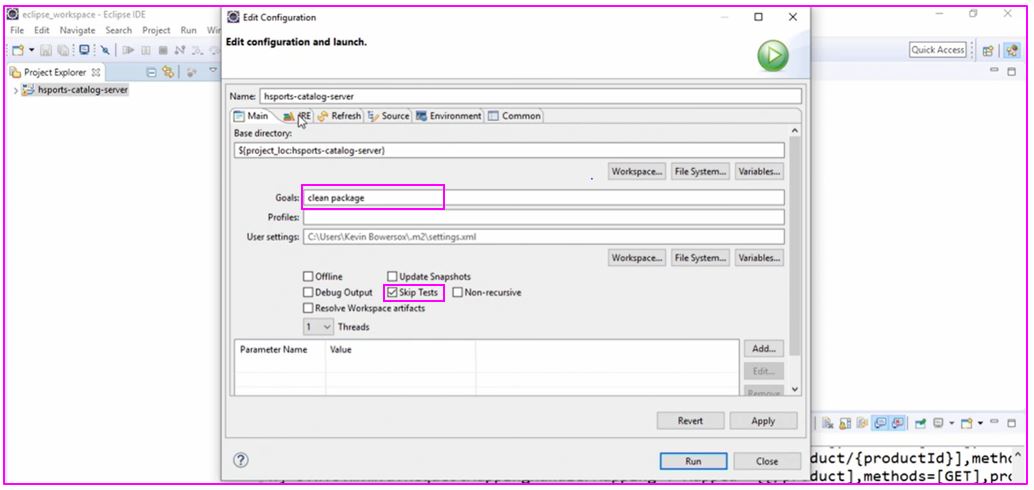 eclipse_workspace - Eclipse IDE
File Edit Navigate Search Project Run
Quick Access
Project Explorer
hsports-catalog-server
Edit Configuration
Edit configuration and launch.
Name: hsports-catalog-server
Main JRE Refresh Source Environment Common
Base directory:
${project_loc:hsports-catalog-server}
Workspace... File System... Variables...
Goals: clean package
Profiles:
User settings: C:\Users\Kevin Bowersox\.m2\settings.xml
Workspace... File System... Variables...
Offline Update Snapshots
Debug Output Skip Tests Non-recursive
Resolve Workspace artifacts
1 Threads
Parameter Name Value
Add...
Edit...
Remove
Revert Apply
Run Close
duct/{productId}],metho
oduct],methods=[GET],pro